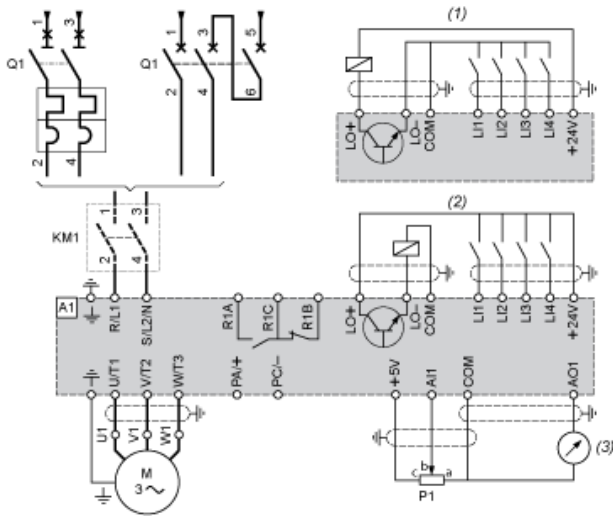 1 3
Q1
2 4
1 3 5
Q1
2 4 6
(1)
LO+ LO– COM LI1 LI2 LI3 LI4 +24V
1 3
KM1
2 4
(2)
A1
R/L1 S/L2/N R1A R1C R1B LO+ LO– COM LI1 LI2 LI3 LI4 +24V
U/T1 V/T2 W/T3 PA/+ PC/– +5V AI1 COM AO1
U1 V1 W1
M
3
c b a
P1
(3)